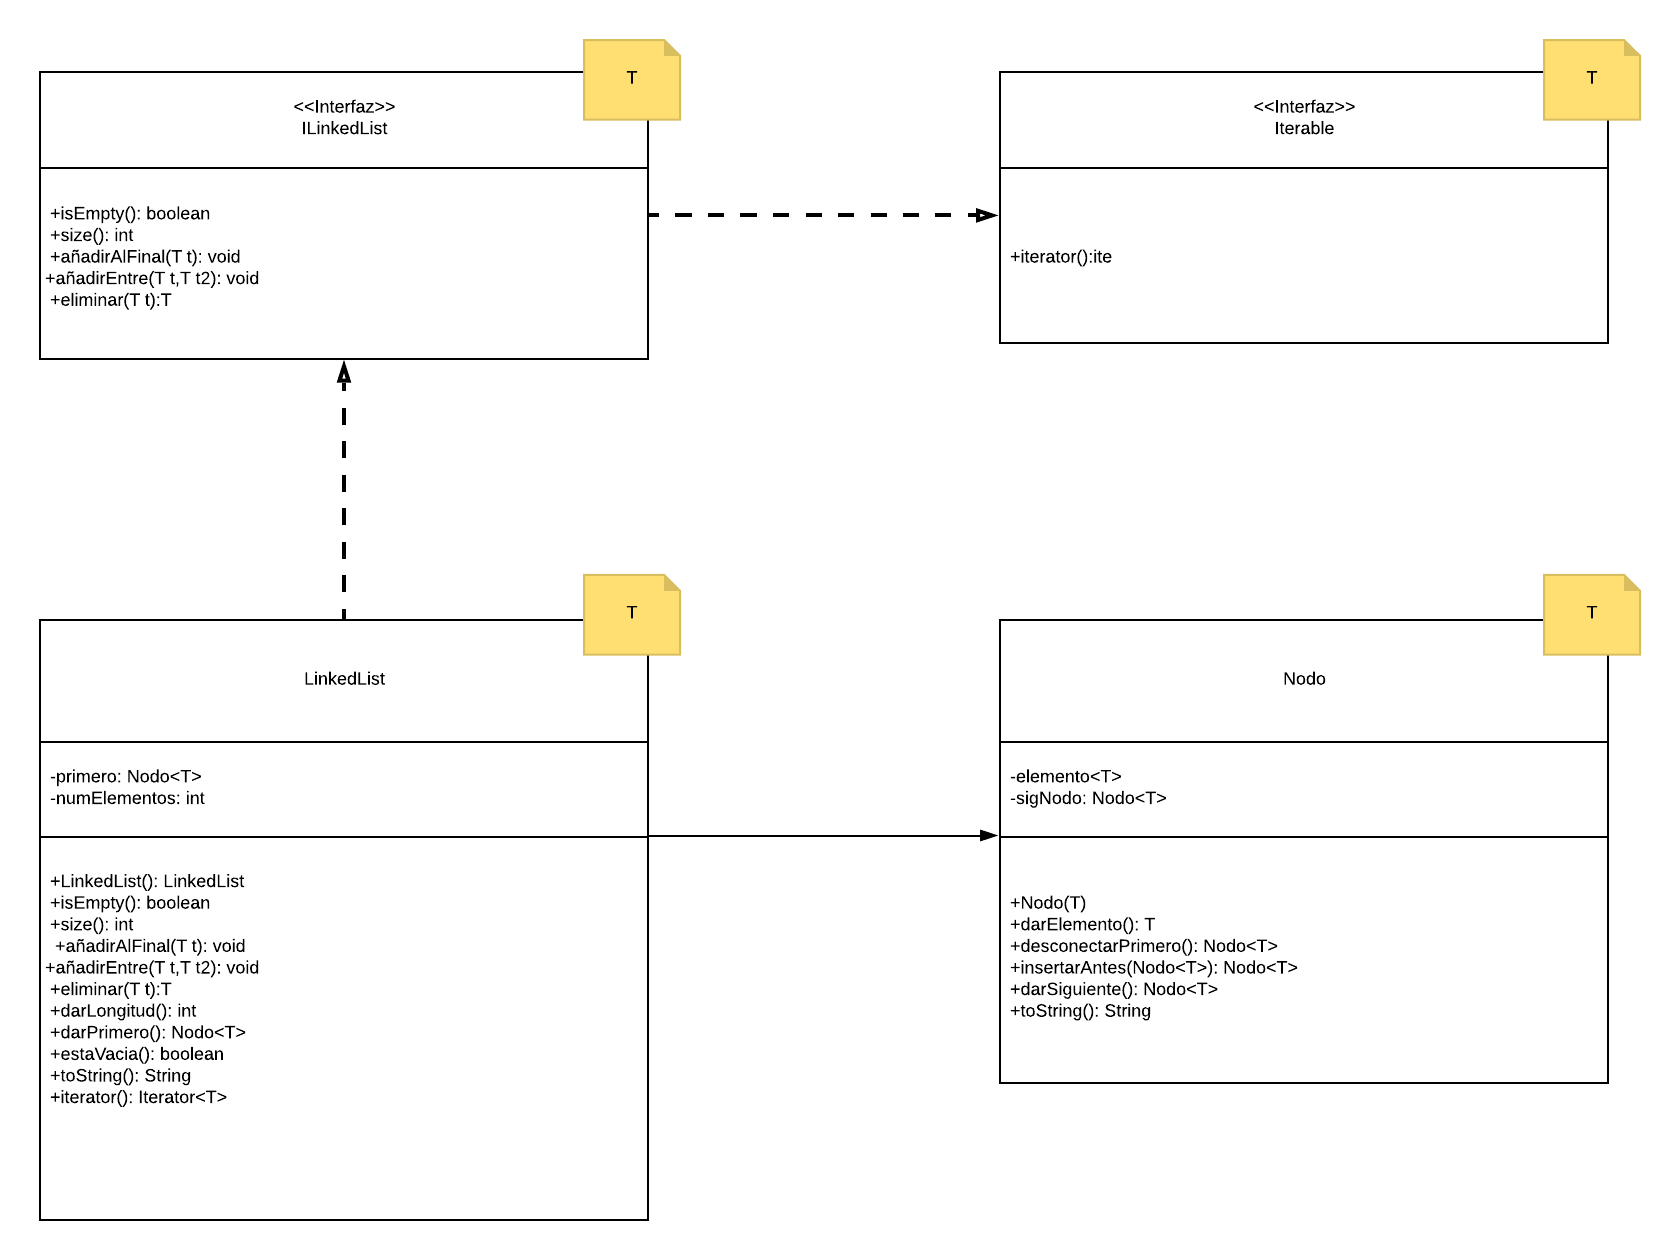 T
<<Interfaz>>
ILinkedList
+isEmpty(): boolean
+size(): int
+añadirAlFinal(T t): void
+añadirEntre(T t,T t2): void
+eliminar(T t):T
T
<<Interfaz>>
Iterable
+iterator():ite
T
LinkedList
-primero: Nodo<T>
-numElementos: int
+LinkedList(): LinkedList
+isEmpty(): boolean
+size(): int
+añadirAlFinal(T t): void
+añadirEntre(T t,T t2): void
+eliminar(T t):T
+darLongitud(): int
+darPrimero(): Nodo<T>
+estaVacia(): boolean
+toString(): String
+iterator(): Iterator<T>
T
Nodo
-elemento<T>
-sigNodo: Nodo<T>
+Nodo(T)
+darElemento(): T
+desconectarPrimero(): Nodo<T>
+insertarAntes(Nodo<T>): Nodo<T>
+darSiguiente(): Nodo<T>
+toString(): String